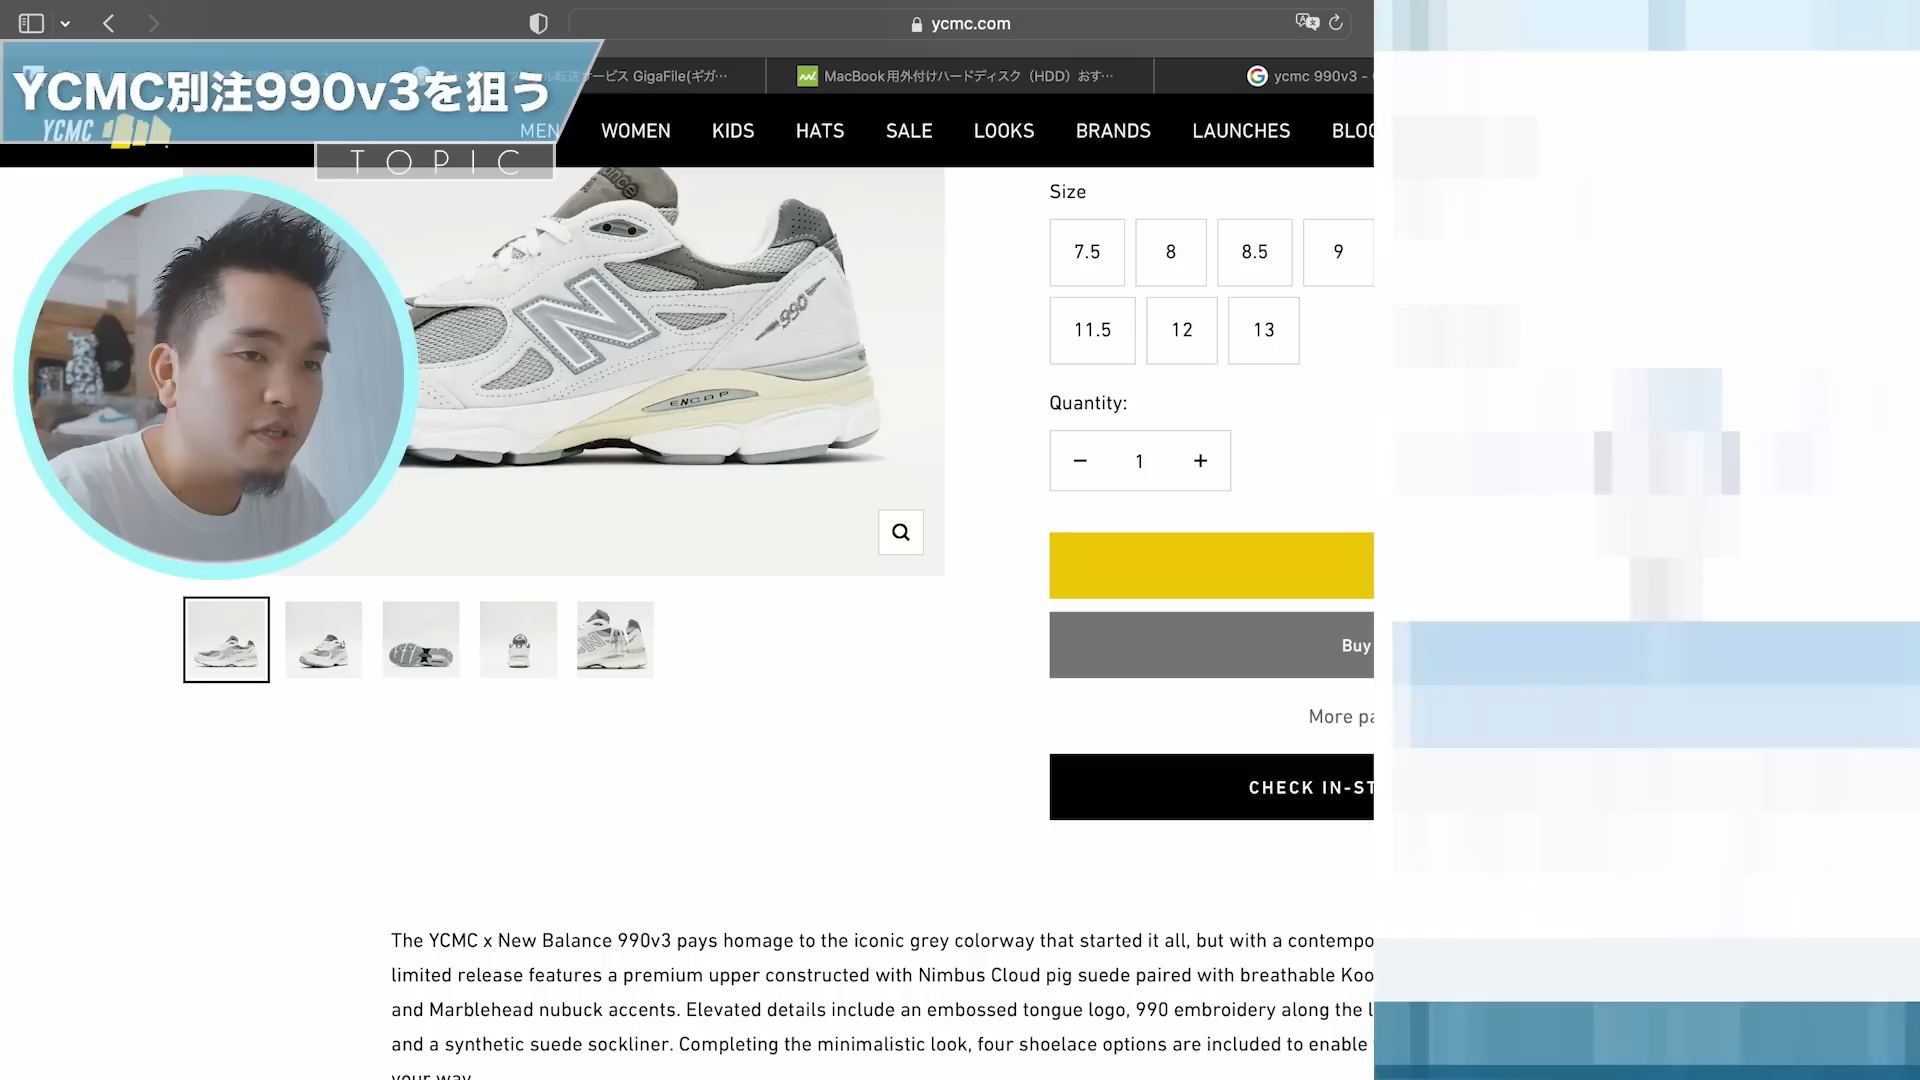 ycmc.com
ービス GigaFile(ギガ…
MacBook用外付けハードディスク（HDD）おす…
ycmc 990v3 -
YCMC別注990v3を狙う
YCMC
TOPIC
MEN
WOMEN
KIDS
HATS
SALE
LOOKS
BRANDS
LAUNCHES
BLOG
Size
7.5
8
8.5
9
11.5
12
13
Quantity:
− 1 +
990
ENCAP
N
Buy
More pa
CHECK IN-ST
The YCMC x New Balance 990v3 pays homage to the iconic grey colorway that started it all, but with a contempo
limited release features a premium upper constructed with Nimbus Cloud pig suede paired with breathable Koo
and Marblehead nubuck accents. Elevated details include an embossed tongue logo, 990 embroidery along the l
and a synthetic suede sockliner. Completing the minimalistic look, four shoelace options are included to enable
your way